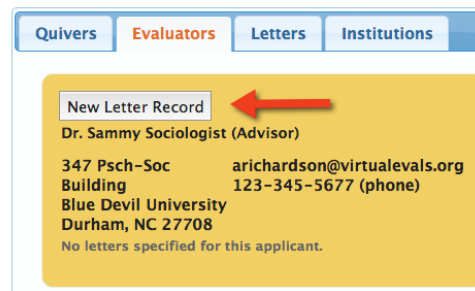 Quivers Evaluators Letters Institutions
New Letter Record
Dr. Sammy Sociologist (Advisor)
347 Psch-Soc
Building
Blue Devil University
Durham, NC 27708
arichardson@virtualevals.org
123-345-5677 (phone)
No letters specified for this applicant.